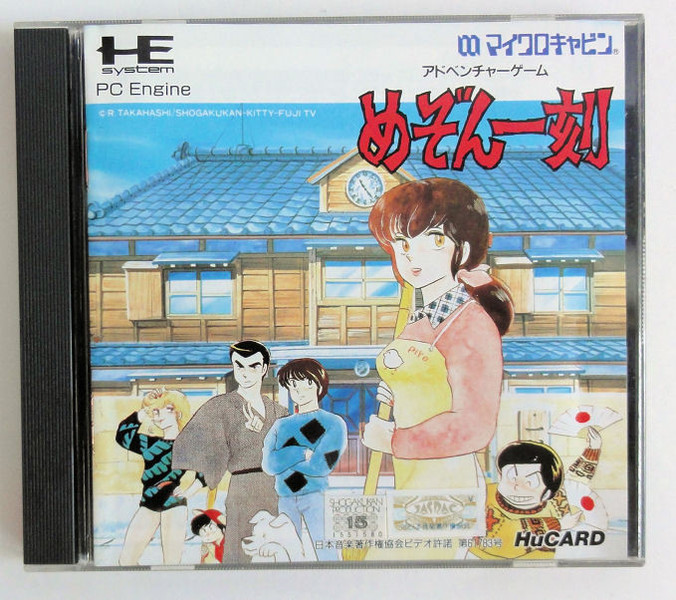 HE
system
PC Engine
マイクロキャビン
アドベンチャーゲーム
© R. TAKAHASHI/SHOGAKUKAN-KITTY-FUJI TV
めぞん一刻
PIYO
SHOGAKUKAN
PRODUCTION
15
日本音楽著作権協会ビデオ許諾
HuCARD